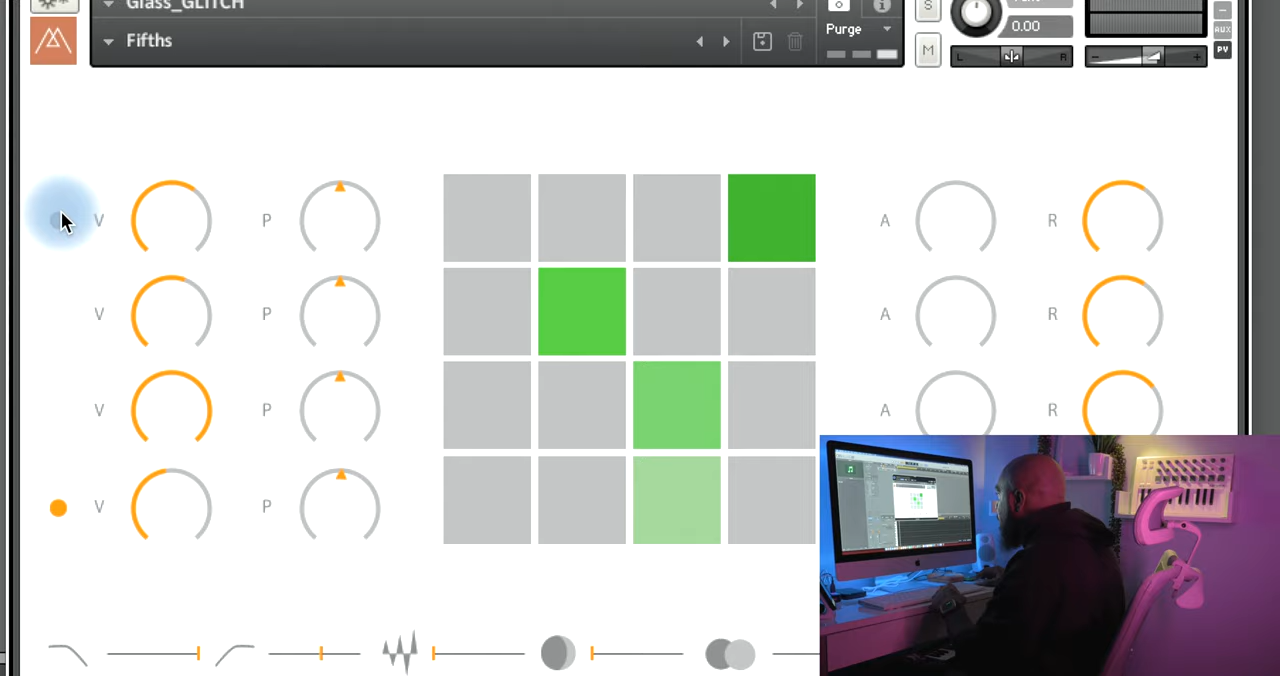 Glass_GLITCH
Fifths
Purge
S
M
0.00
L R
- +
AUX
PV
V P A R
V P A R
V P A R
V P